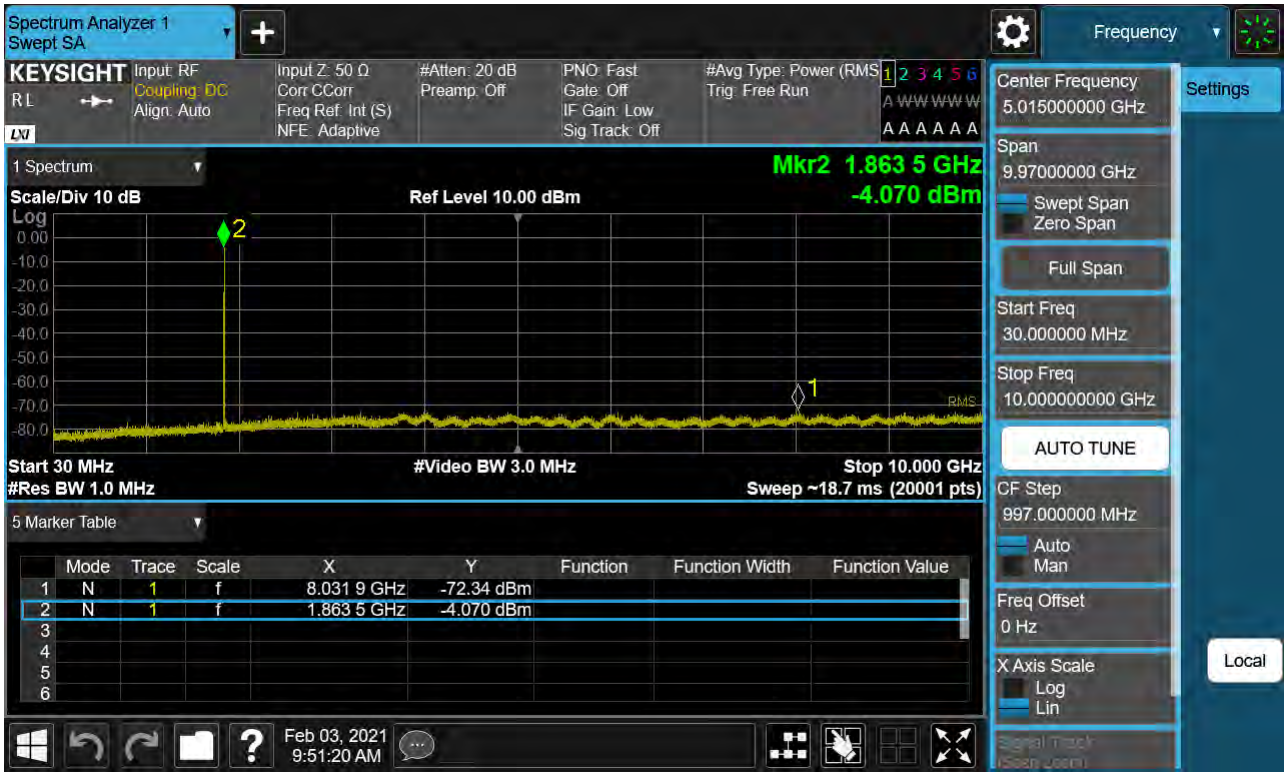 Spectrum Analyzer 1
Swept SA
+
Frequency
KEYSIGHT
RL
LXI
Input: RF
Coupling: DC
Align: Auto
Input Z: 50 Ω
Corr CCorr
Freq Ref: Int (S)
NFE: Adaptive
#Atten: 20 dB
Preamp: Off
PNO: Fast
Gate: Off
IF Gain: Low
Sig Track: Off
#Avg Type: Power (RMS
Trig: Free Run
1 2 3 4 5 6
A W W W W W
A A A A A A
1 Spectrum
Scale/Div 10 dB
Ref Level 10.00 dBm
Mkr2 1.863 5 GHz
-4.070 dBm
Log
0.00
-10.0
-20.0
-30.0
-40.0
-50.0
-60.0
-70.0
-80.0
2
1
RMS
Start 30 MHz
#Video BW 3.0 MHz
Stop 10.000 GHz
#Res BW 1.0 MHz
Sweep ~18.7 ms (20001 pts)
5 Marker Table
Mode Trace Scale X Y Function Function Width Function Value
1 N 1 f 8.031 9 GHz -72.34 dBm
2 N 1 f 1.863 5 GHz -4.070 dBm
3
4
5
6
Feb 03, 2021
9:51:20 AM
?
Center Frequency
5.015000000 GHz
Settings
Span
9.97000000 GHz
Swept Span
Zero Span
Full Span
Start Freq
30.000000 MHz
Stop Freq
10.000000000 GHz
AUTO TUNE
CF Step
997.000000 MHz
Auto
Man
Freq Offset
0 Hz
X Axis Scale
Log
Lin
Local
Signal Track
(Span Zoom)